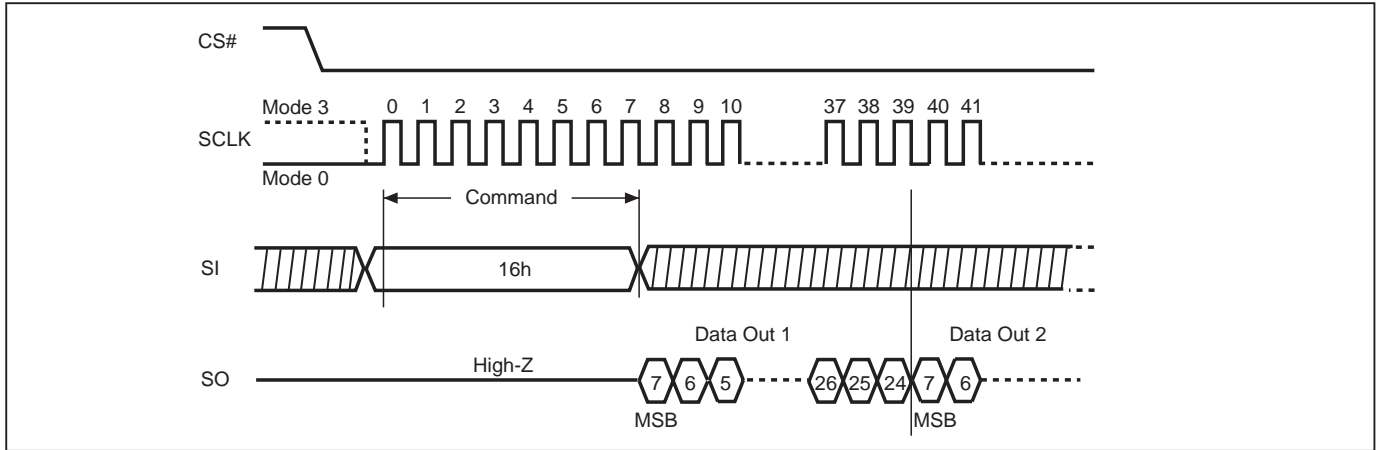 CS#
Mode 3
0 1 2 3 4 5 6 7 8 9 10 37 38 39 40 41
SCLK
Mode 0
Command
SI
16h
Data Out 1
Data Out 2
High-Z
SO
7 6 5 26 25 24 7 6
MSB
MSB